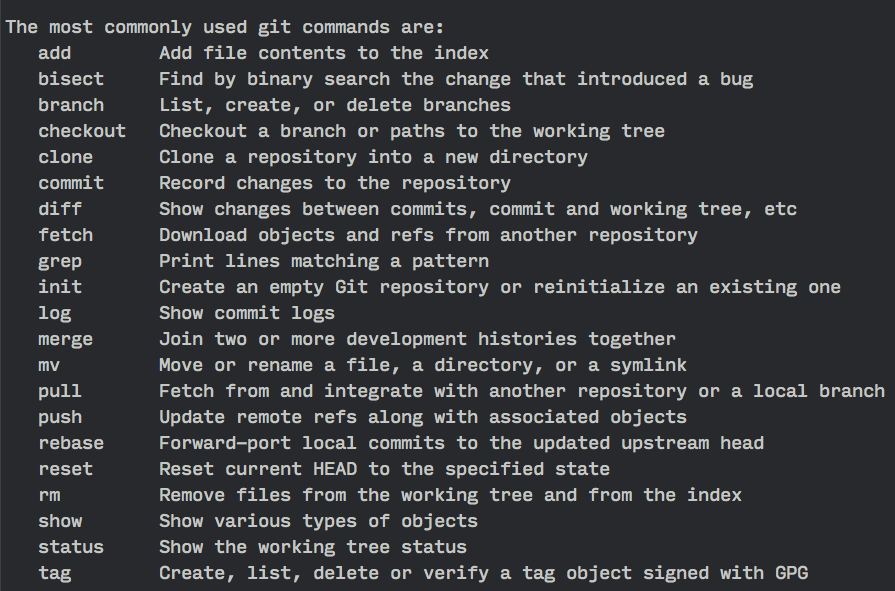 The most commonly used git commands are:
   add        Add file contents to the index
   bisect     Find by binary search the change that introduced a bug
   branch     List, create, or delete branches
   checkout   Checkout a branch or paths to the working tree
   clone      Clone a repository into a new directory
   commit     Record changes to the repository
   diff       Show changes between commits, commit and working tree, etc
   fetch      Download objects and refs from another repository
   grep       Print lines matching a pattern
   init       Create an empty Git repository or reinitialize an existing one
   log        Show commit logs
   merge      Join two or more development histories together
   mv         Move or rename a file, a directory, or a symlink
   pull       Fetch from and integrate with another repository or a local branch
   push       Update remote refs along with associated objects
   rebase     Forward-port local commits to the updated upstream head
   reset      Reset current HEAD to the specified state
   rm         Remove files from the working tree and from the index
   show       Show various types of objects
   status     Show the working tree status
   tag        Create, list, delete or verify a tag object signed with GPG